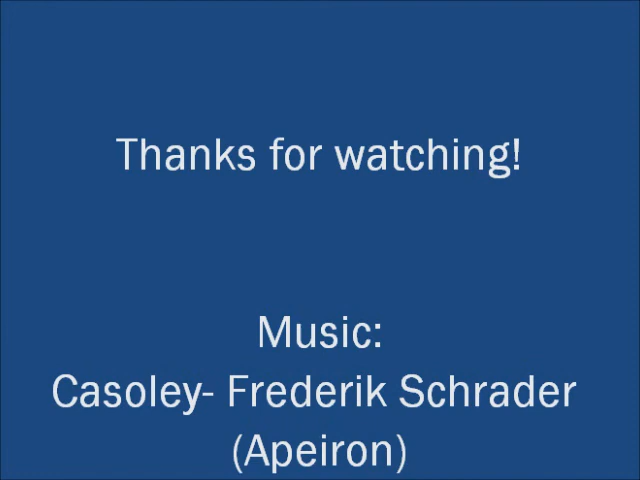 Thanks for watching!
Music:
Casoley- Frederik Schrader
(Apeiron)